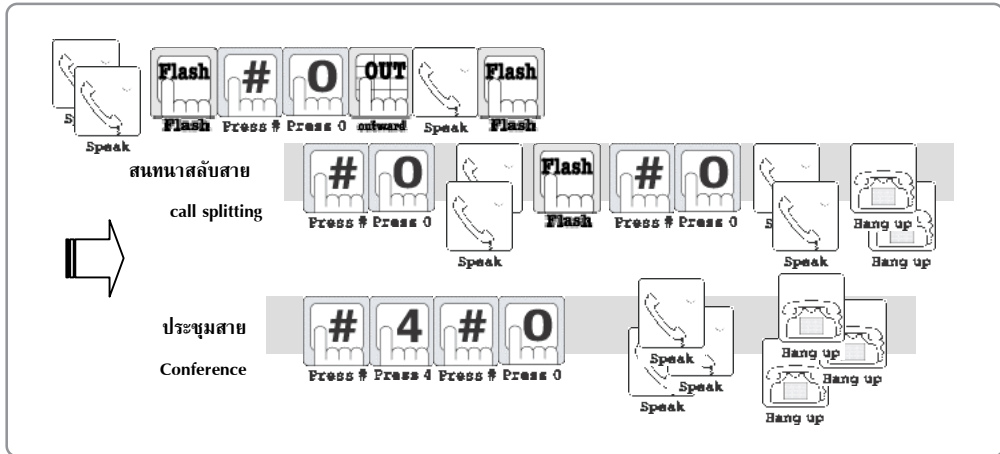 Flash # 0 OUT Flash
Speak Flash Press # Press 0 outward Speak Flash
Speak
สนทนาสลับสาย # 0 Flash # 0
call splitting Press # Press 0 Flash Press # Press 0 Hang up
Speak Speak Hang up
ประชุมสาย # 4 # 0
Conference Press # Press 4 Press # Press 0 Speak Speak Hang up Hang up
Speak Hang up